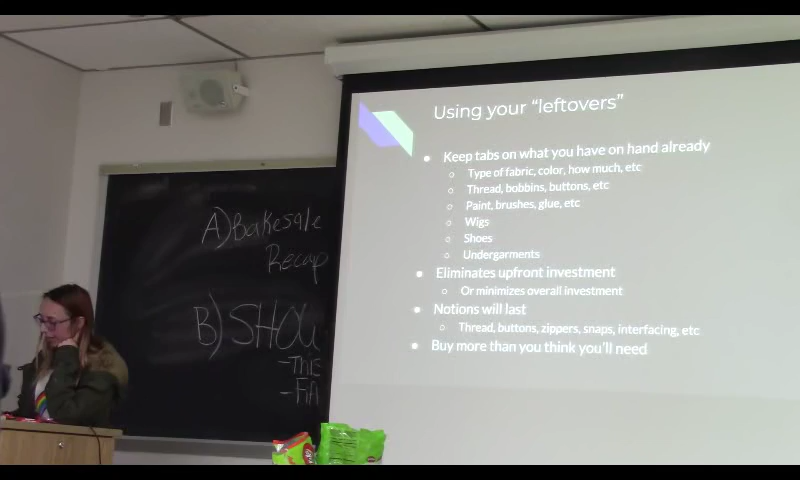 Using your “leftovers”
● Keep tabs on what you have on hand already
○ Type of fabric, color, how much, etc
○ Thread, bobbins, buttons, etc
○ Paint, brushes, glue, etc
○ Wigs
○ Shoes
○ Undergarments
● Eliminates upfront investment
○ Or minimizes overall investment
● Notions will last
○ Thread, buttons, zippers, snaps, interfacing, etc
● Buy more than you think you’ll need
A) Bakesale
Recap
B) SHOW
- This
- FiA